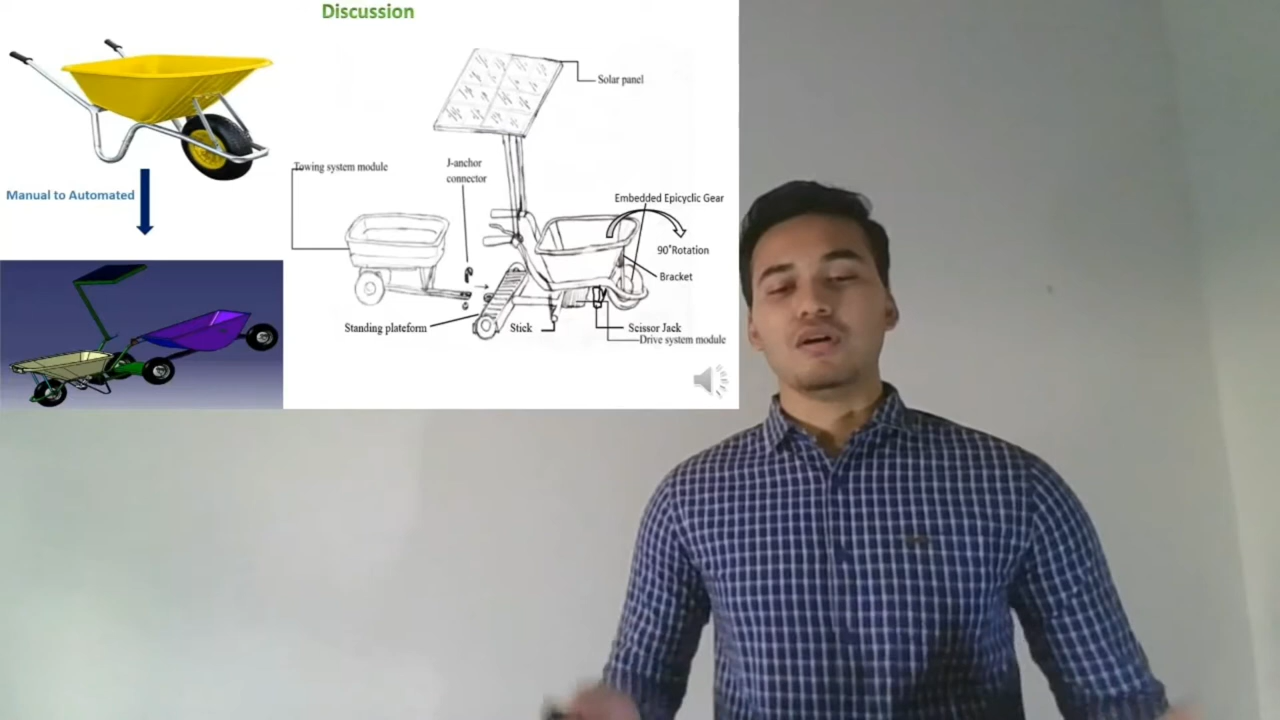 Discussion
Solar panel
Towing system module
J-anchor
connector
Manual to Automated
Embedded Epicyclic Gear
90°Rotation
Bracket
Standing plateform
Stick
Scissor Jack
Drive system module